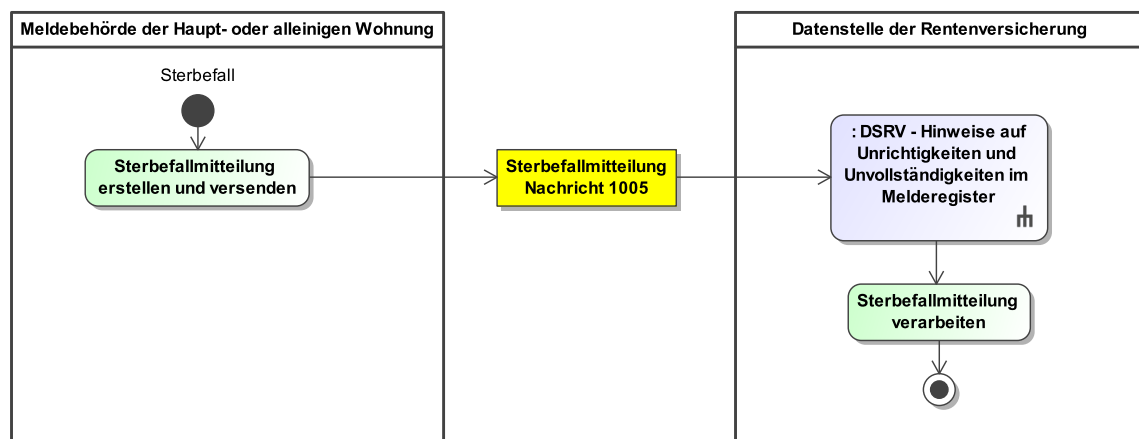 Meldebehörde der Haupt- oder alleinigen Wohnung
Datenstelle der Rentenversicherung
Sterbefall
Sterbefallmitteilung
erstellen und versenden
Sterbefallmitteilung
Nachricht 1005
: DSRV - Hinweise auf
Unrichtigkeiten und
Unvollständigkeiten im
Melderegister
Sterbefallmitteilung
verarbeiten